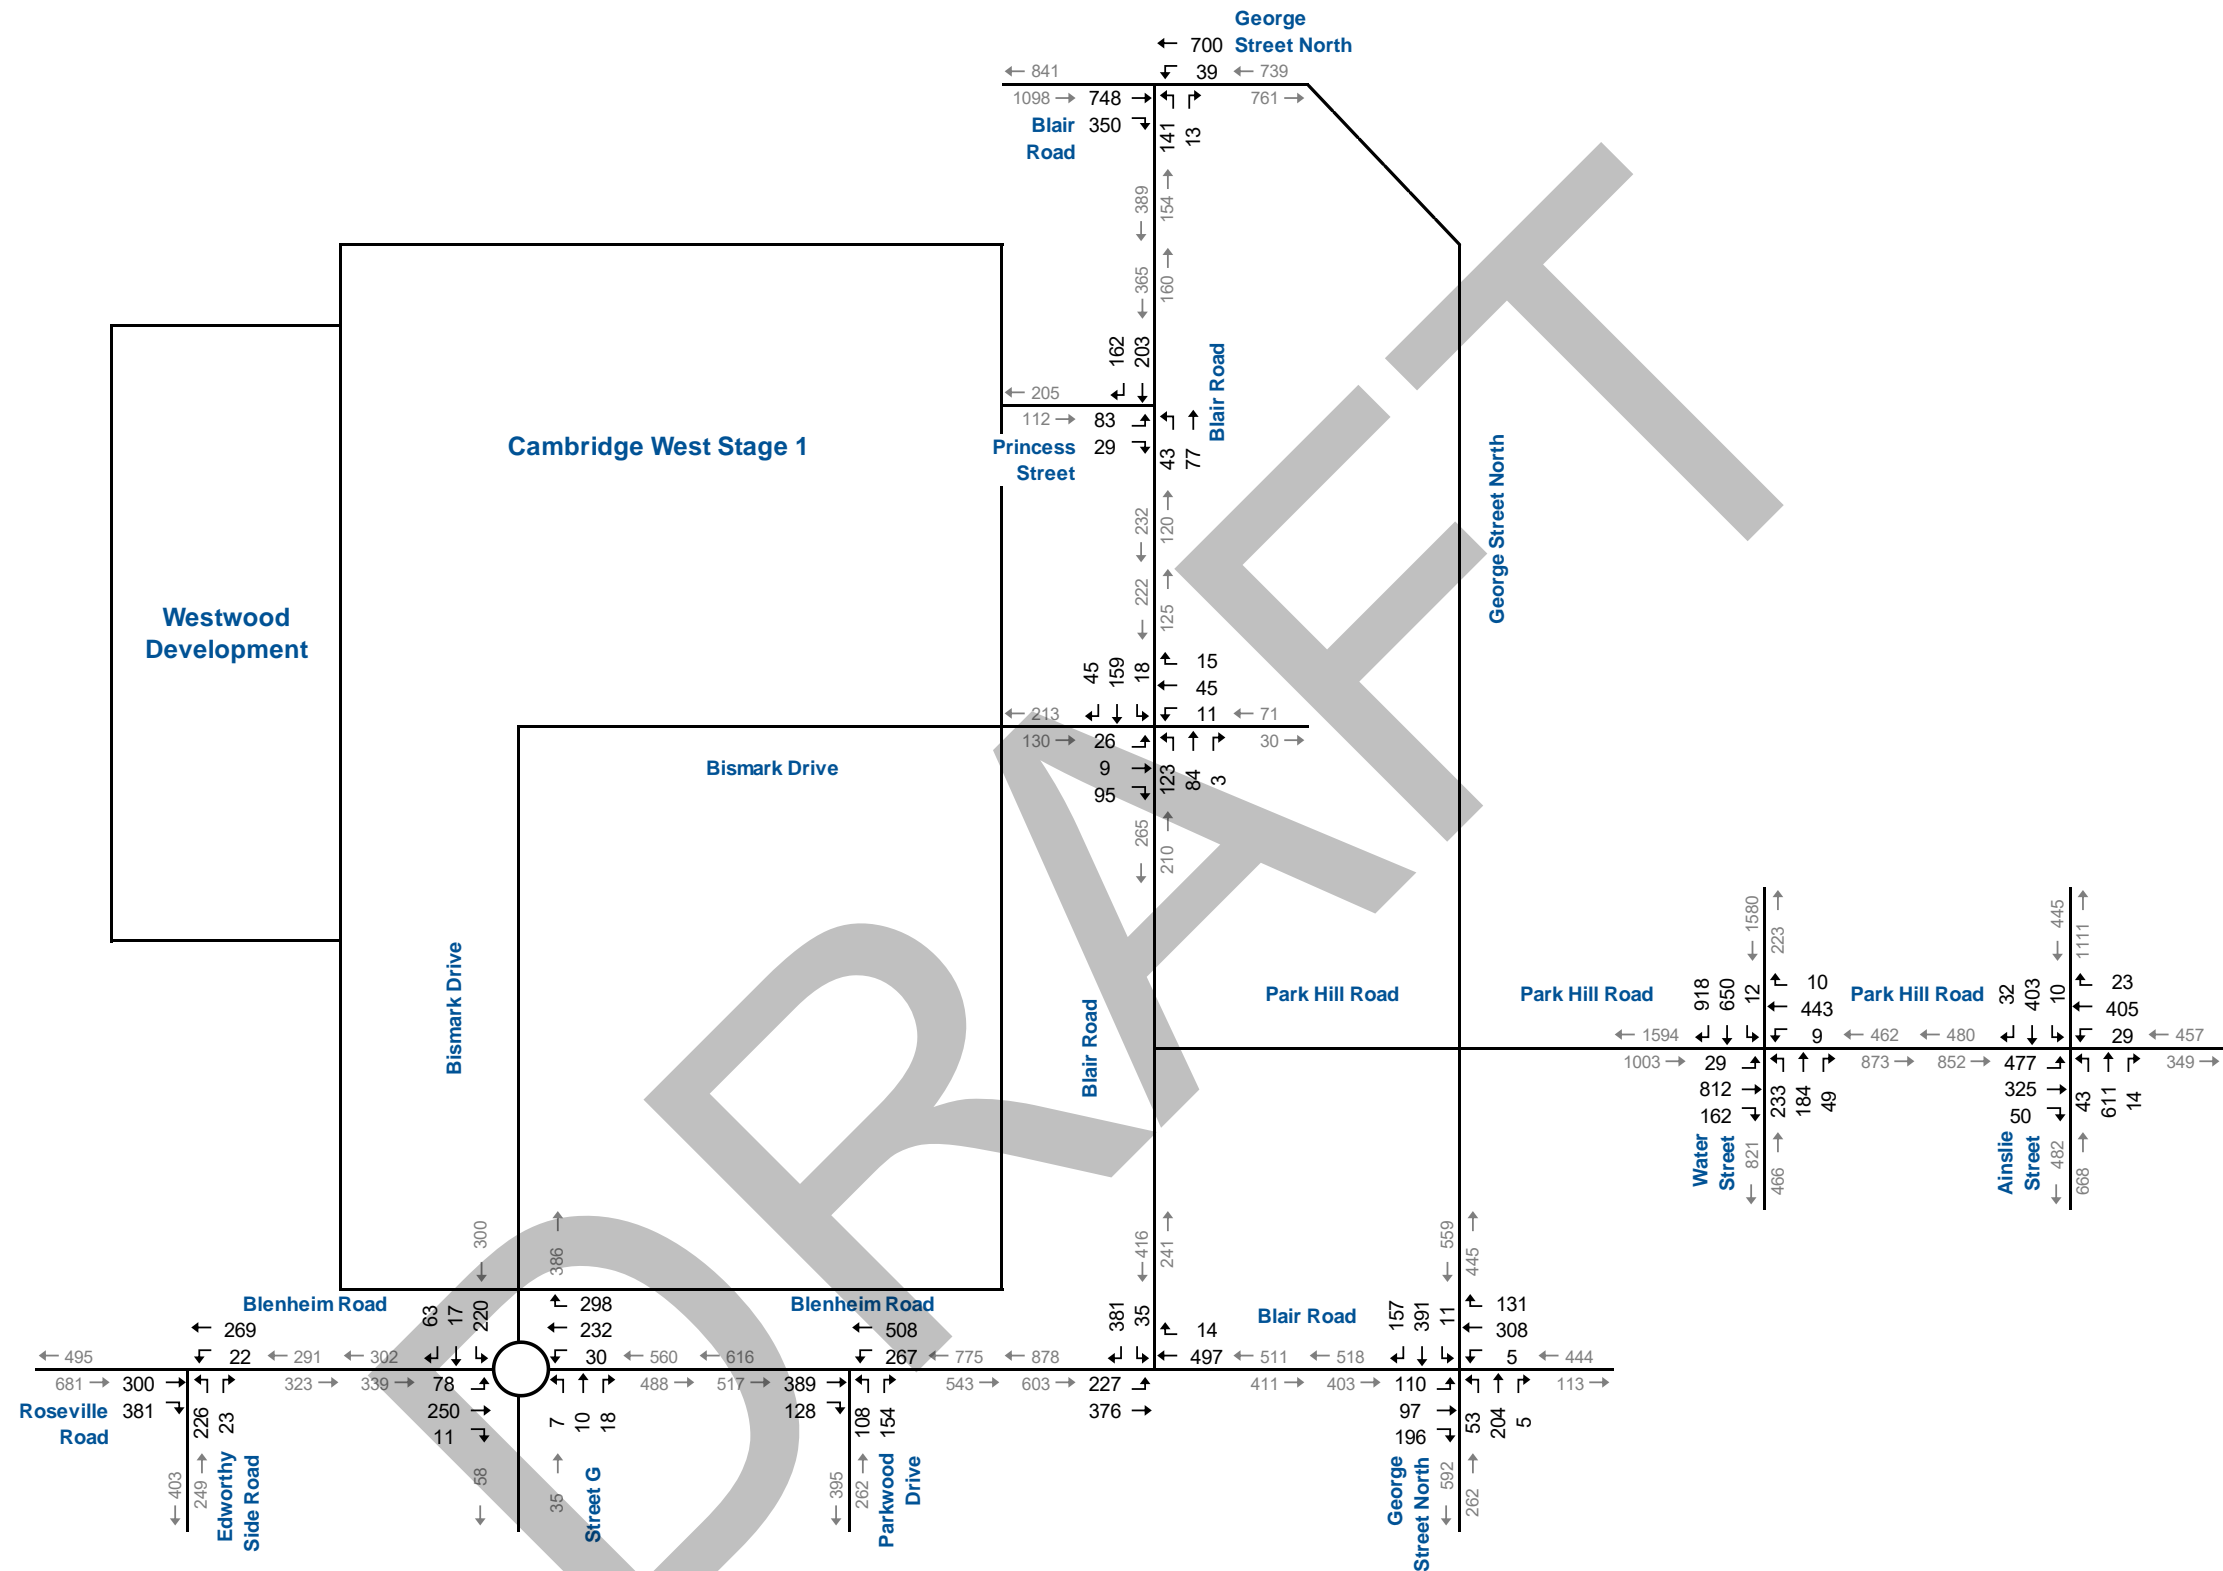 George
← 700 Street North
← 841 39 ← 739
1098 → 748 761 →
Blair 350 141 13
Road
389 154
365 160
162 203
Blair Road
← 205
112 → 83
Princess 29 43 77
Street
Cambridge West Stage 1
George Street North
232 120
222 125
Westwood
Development
45 159 18 15
← 45
← 213 11 ← 71
130 → 26 30 →
Bismark Drive
9 → 123 84 3
95
265 210
1580 223 445 1111
Bismark Drive
Blair Road
Park Hill Road Park Hill Road 918 650 12 10 Park Hill Road 32 403 10 23
← 443 ← 405
← 1594 9 ← 462 ← 480 29 ← 457
1003 → 29 873 → 852 → 477 349 →
812 → 233 184 49 325 → 43 611 14
162 50
Water
Street
821 466
Ainslie
Street
482 668
300 386 416 241 559 445
Blenheim Road 63 17 220 298 Blenheim Road 381 35 14 Blair Road 157 391 11 131
← 269 ← 232 ← 508 ← 308
← 495 22 ← 291 ← 302 30 ← 560 ← 616 267 ← 775 ← 878 ← 497 ← 511 ← 518 5 ← 444
681 → 300 → 323 → 339 → 78 488 → 517 → 389 → 543 → 603 → 227 411 → 403 → 110 113 →
Roseville 381 226 23 250 → 7 10 18 128 108 154 376 → 97 → 53 204 5
Road 11 196
403 249
Edworthy
Side Road
58 35
Street G
395 262
Parkwood
Drive
George
Street North
592 262
DRAFT